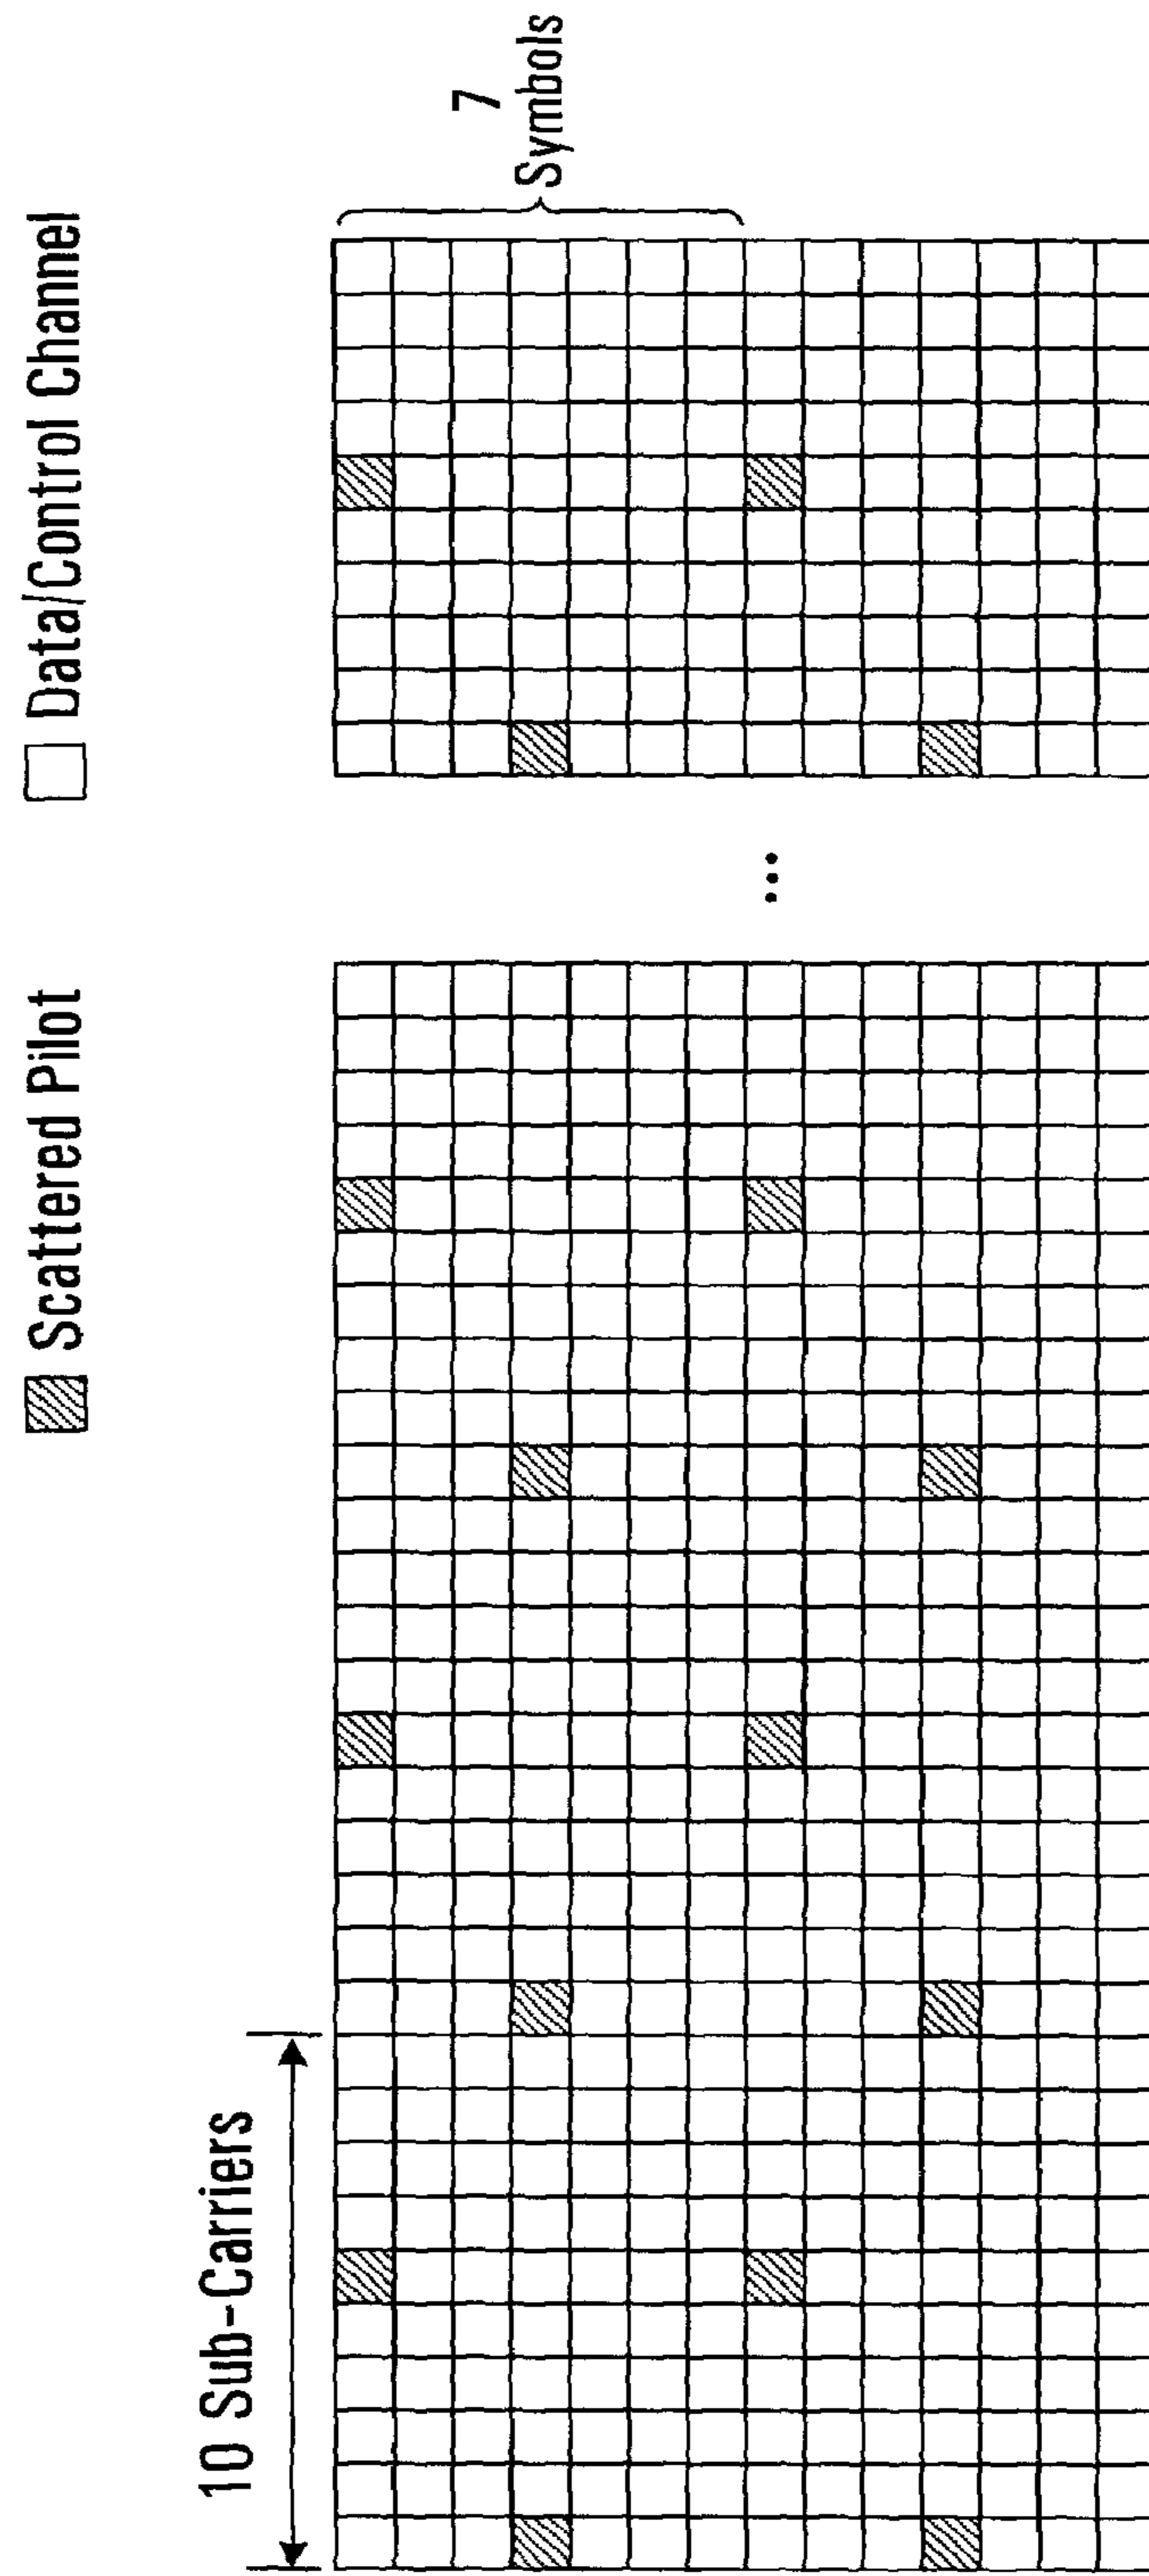 Scattered Pilot
Data/Control Channel
10 Sub-Carriers
7
Symbols
...